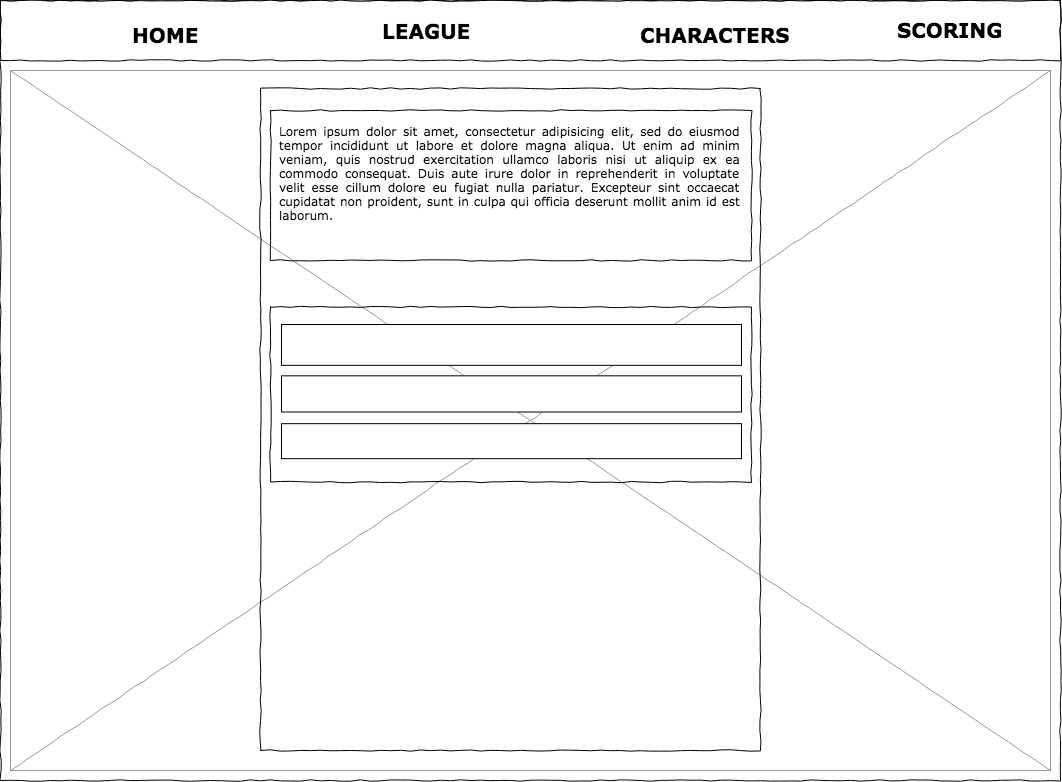 HOME LEAGUE CHARACTERS SCORING
Lorem ipsum dolor sit amet, consectetur adipisicing elit, sed do eiusmod
tempor incididunt ut labore et dolore magna aliqua. Ut enim ad minim
veniam, quis nostrud exercitation ullamco laboris nisi ut aliquip ex ea
commodo consequat. Duis aute irure dolor in reprehenderit in voluptate
velit esse cillum dolore eu fugiat nulla pariatur. Excepteur sint occaecat
cupidatat non proident, sunt in culpa qui officia deserunt mollit anim id est
laborum.